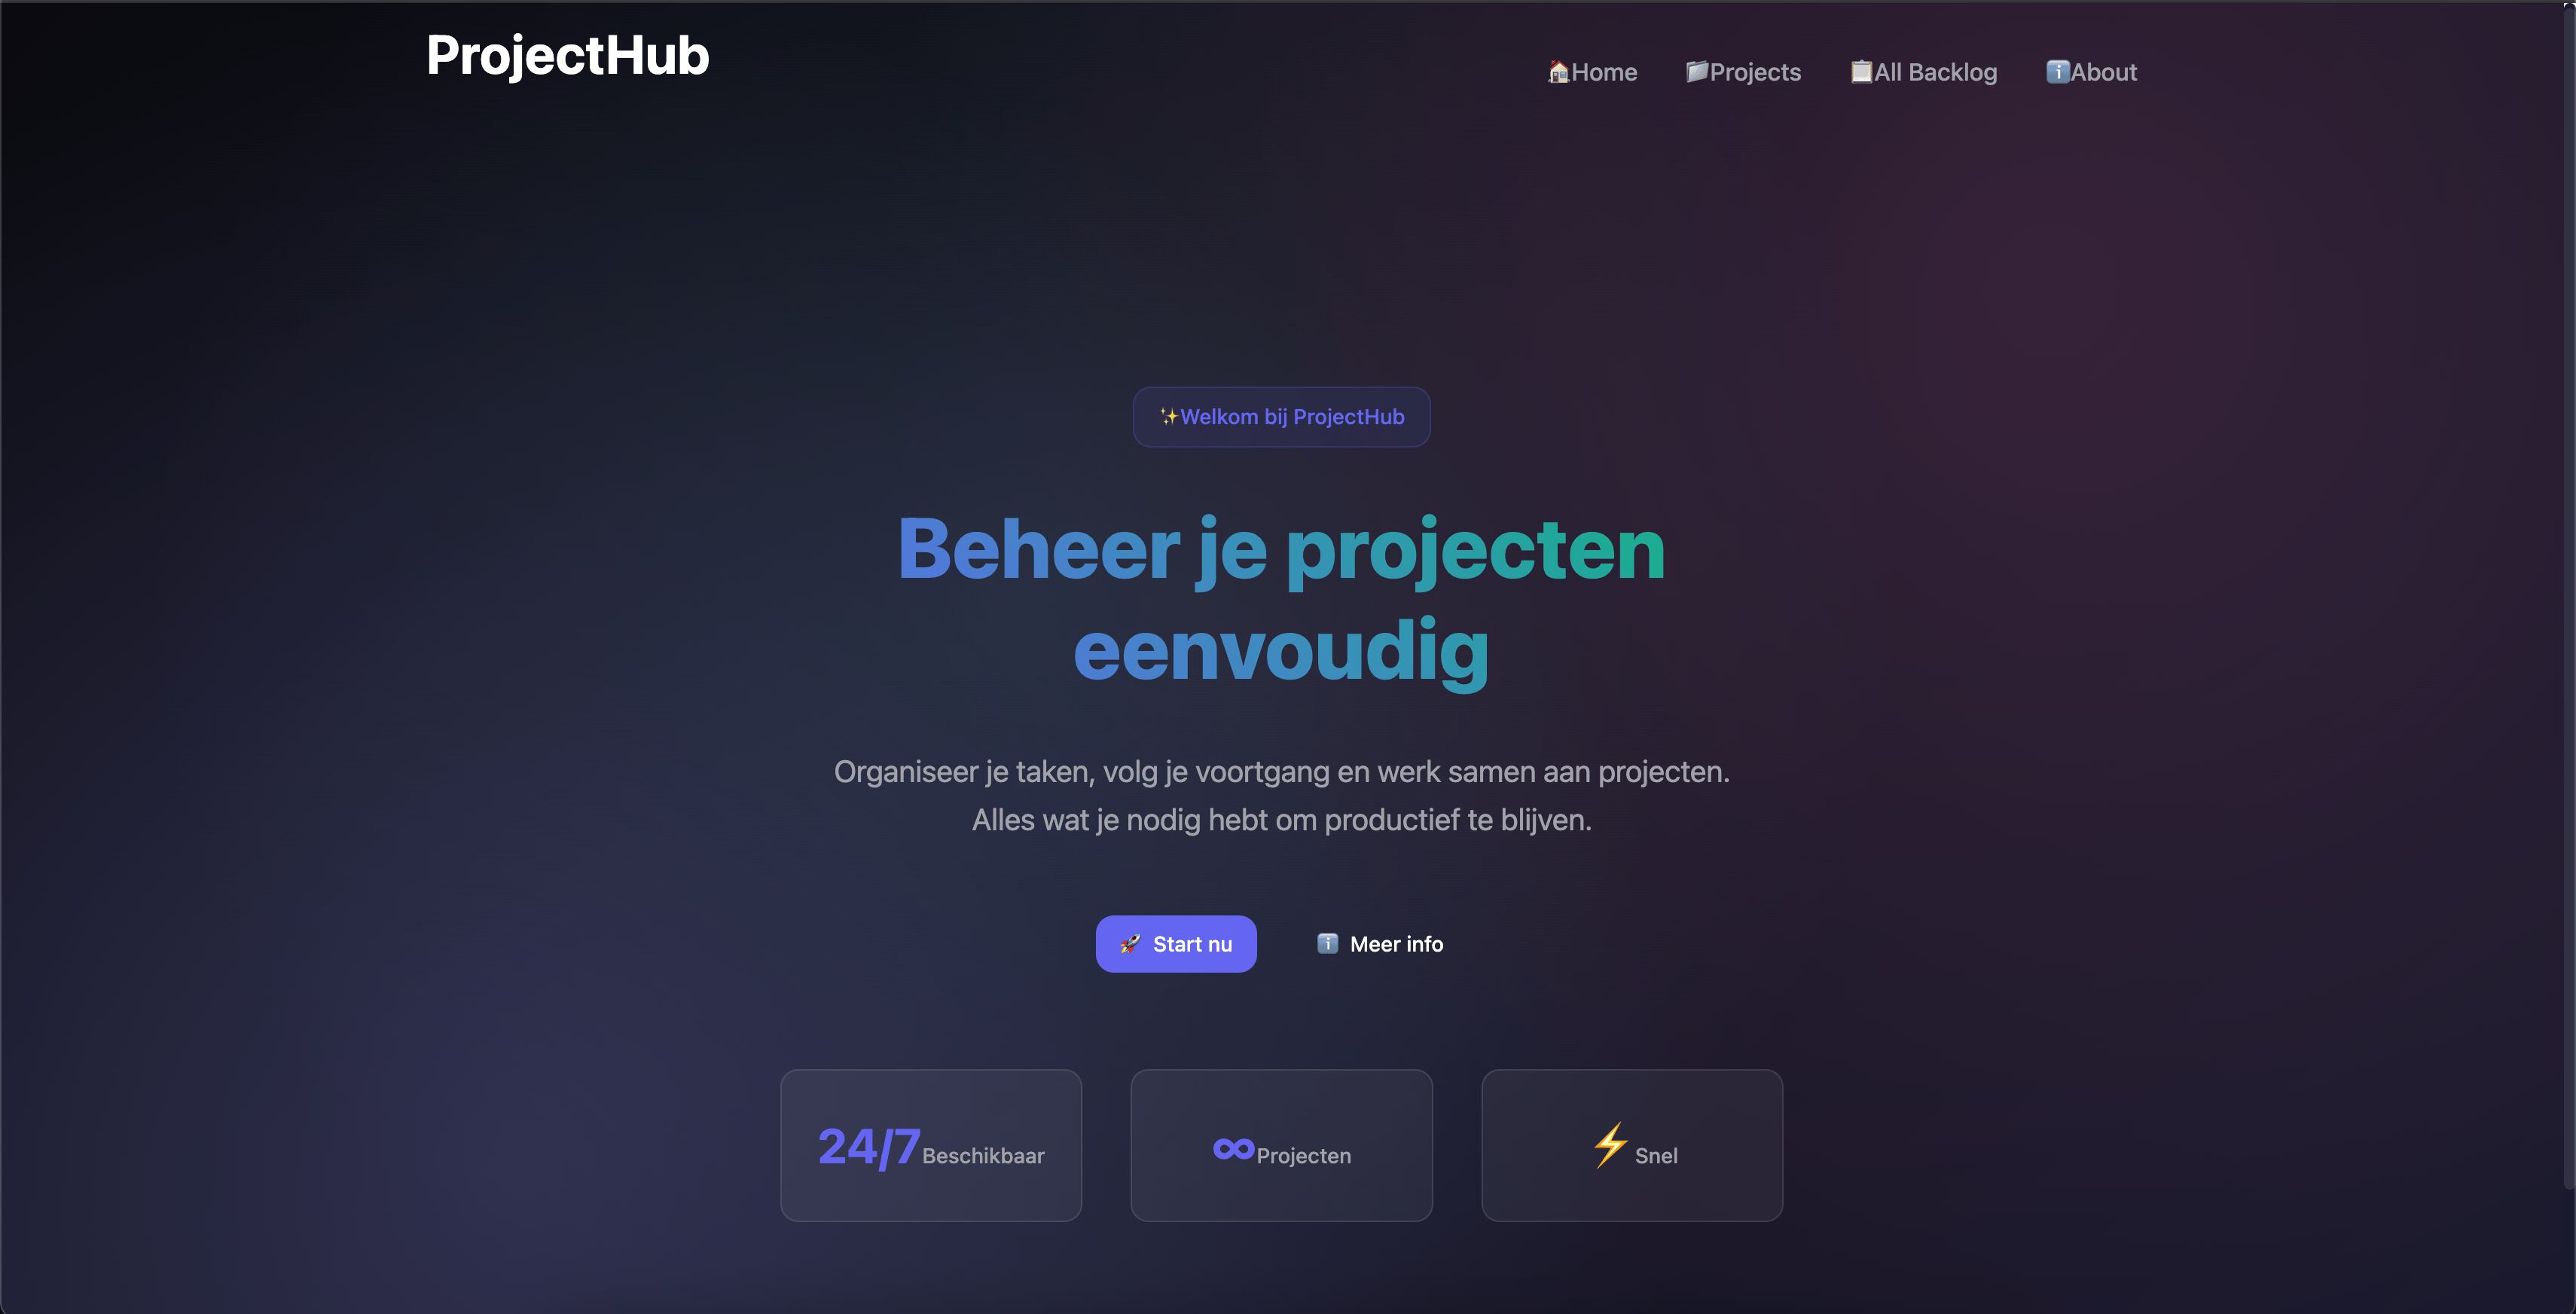 ProjectHub
🏠Home 📁Projects 📋All Backlog ℹ️About
✨Welkom bij ProjectHub
Beheer je projecten
eenvoudig
Organiseer je taken, volg je voortgang en werk samen aan projecten.
Alles wat je nodig hebt om productief te blijven.
🚀 Start nu ℹ️ Meer info
24/7Beschikbaar ∞Projecten ⚡Snel